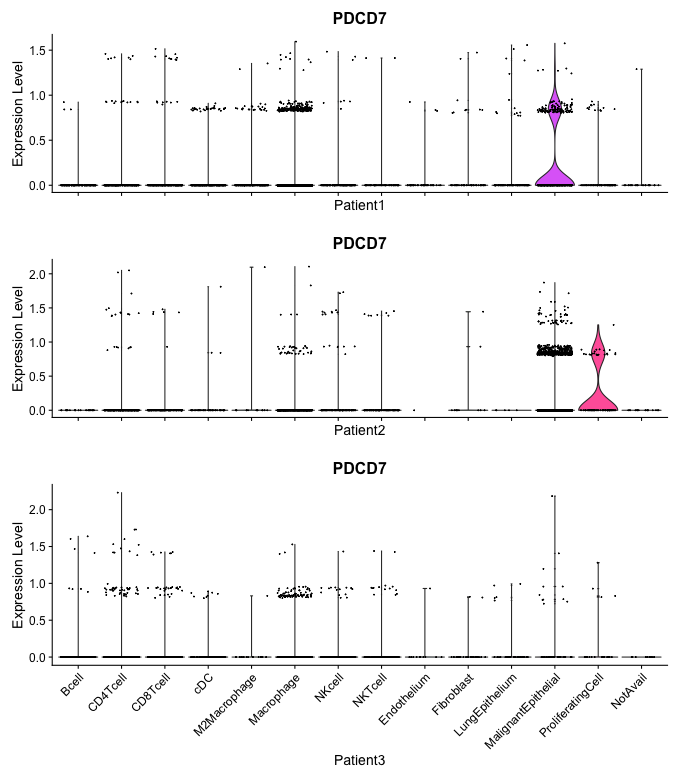 PDCD7
Expression Level
1.5
1.0
0.5
0.0
Patient1
PDCD7
Expression Level
2.0
1.5
1.0
0.5
0.0
Patient2
PDCD7
Expression Level
2.0
1.5
1.0
0.5
0.0
Bcell
CD4Tcell
CD8Tcell
cDC
M2Macrophage
Macrophage
NKcell
NKTcell
Endothelium
Fibroblast
LungEpithelium
MalignantEpithelial
ProliferatingCell
NotAvail
Patient3